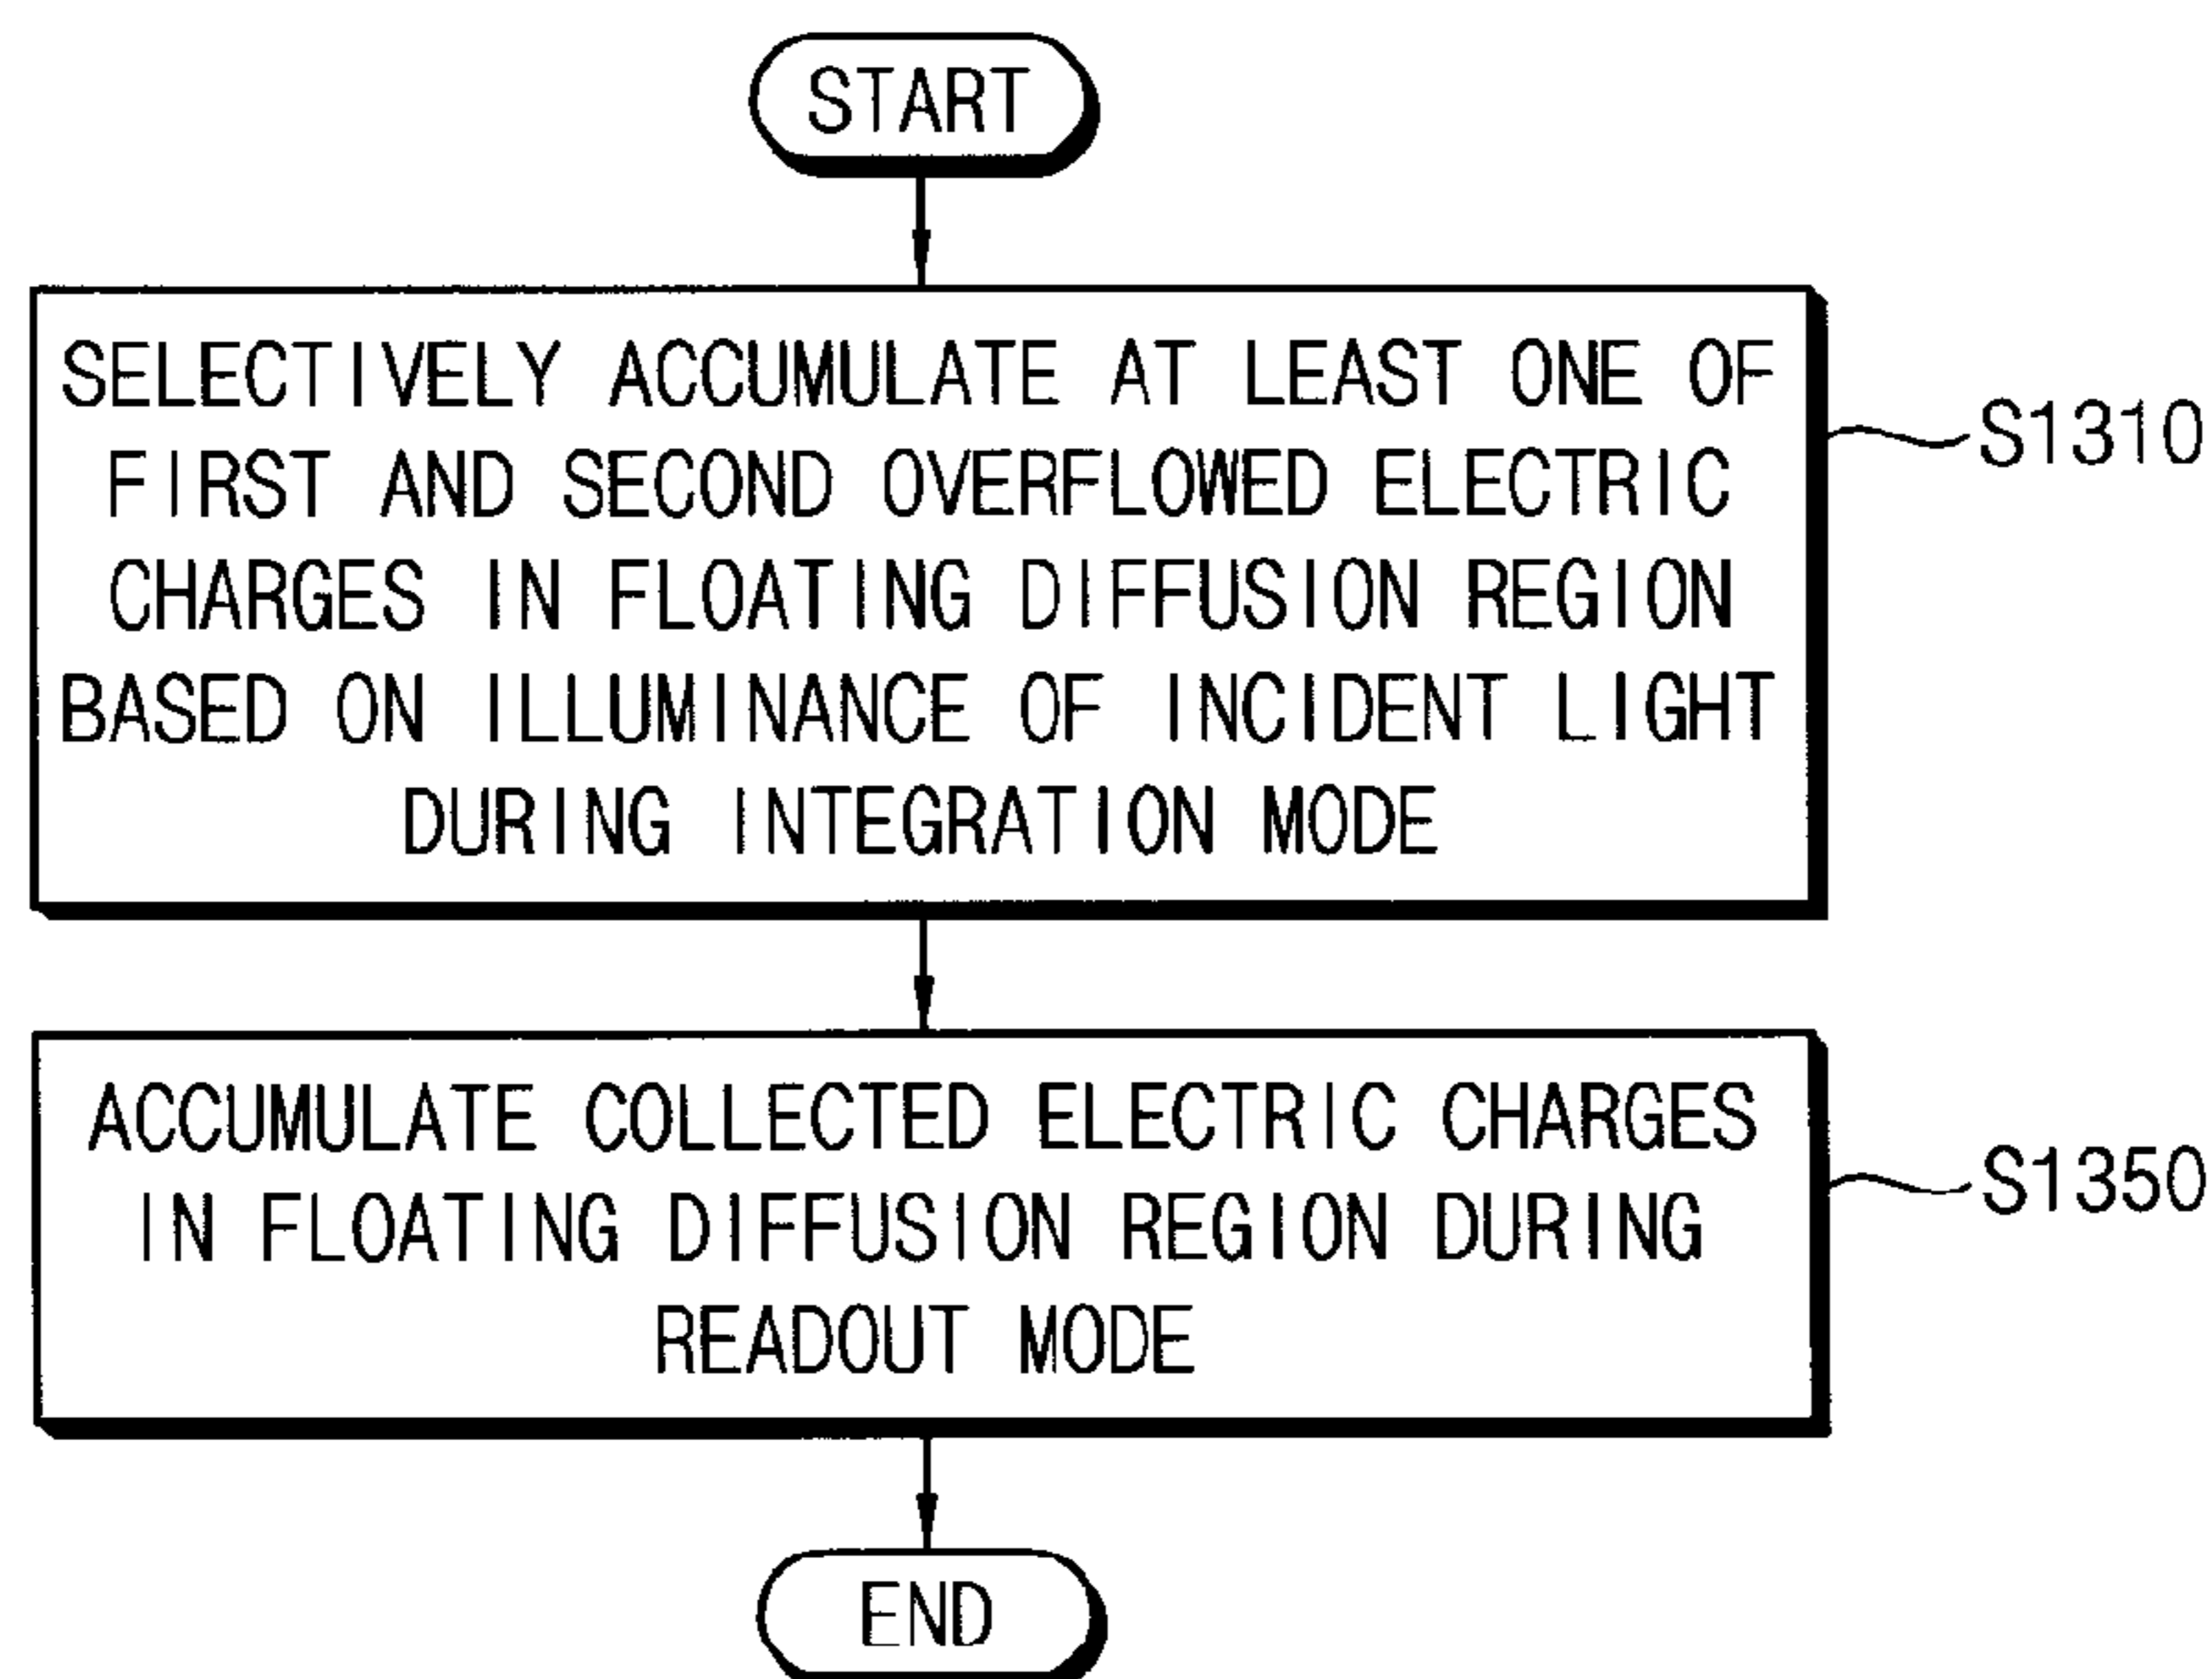 START
SELECTIVELY ACCUMULATE AT LEAST ONE OF
FIRST AND SECOND OVERFLOWED ELECTRIC
CHARGES IN FLOATING DIFFUSION REGION
BASED ON ILLUMINANCE OF INCIDENT LIGHT
DURING INTEGRATION MODE
S1310
ACCUMULATE COLLECTED ELECTRIC CHARGES
IN FLOATING DIFFUSION REGION DURING
READOUT MODE
S1350
END